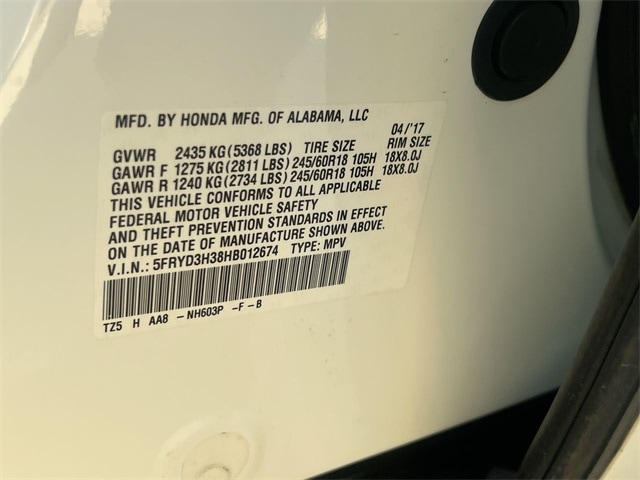 MFD. BY HONDA MFG. OF ALABAMA, LLC
04/'17
GVWR 2435 KG (5368 LBS) TIRE SIZE RIM SIZE
GAWR F 1275 KG (2811 LBS) 245/60R18 105H 18X8.0J
GAWR R 1240 KG (2734 LBS) 245/60R18 105H 18X8.0J
THIS VEHICLE CONFORMS TO ALL APPLICABLE
FEDERAL MOTOR VEHICLE SAFETY
AND THEFT PREVENTION STANDARDS IN EFFECT
ON THE DATE OF MANUFACTURE SHOWN ABOVE.
V.I.N.: 5FRYD3H38HB012674 TYPE: MPV
TZ5 H AA8 -NH603P -F-B